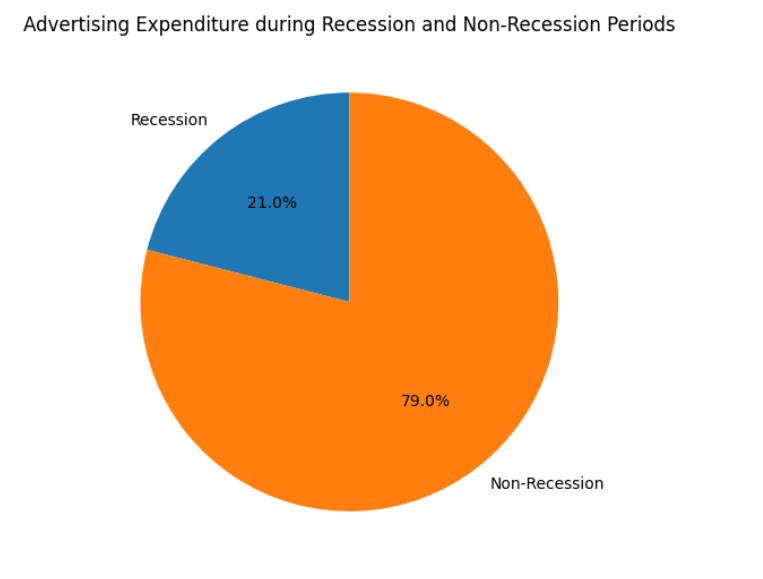 Advertising Expenditure during Recession and Non-Recession Periods
Recession
21.0%
79.0%
Non-Recession